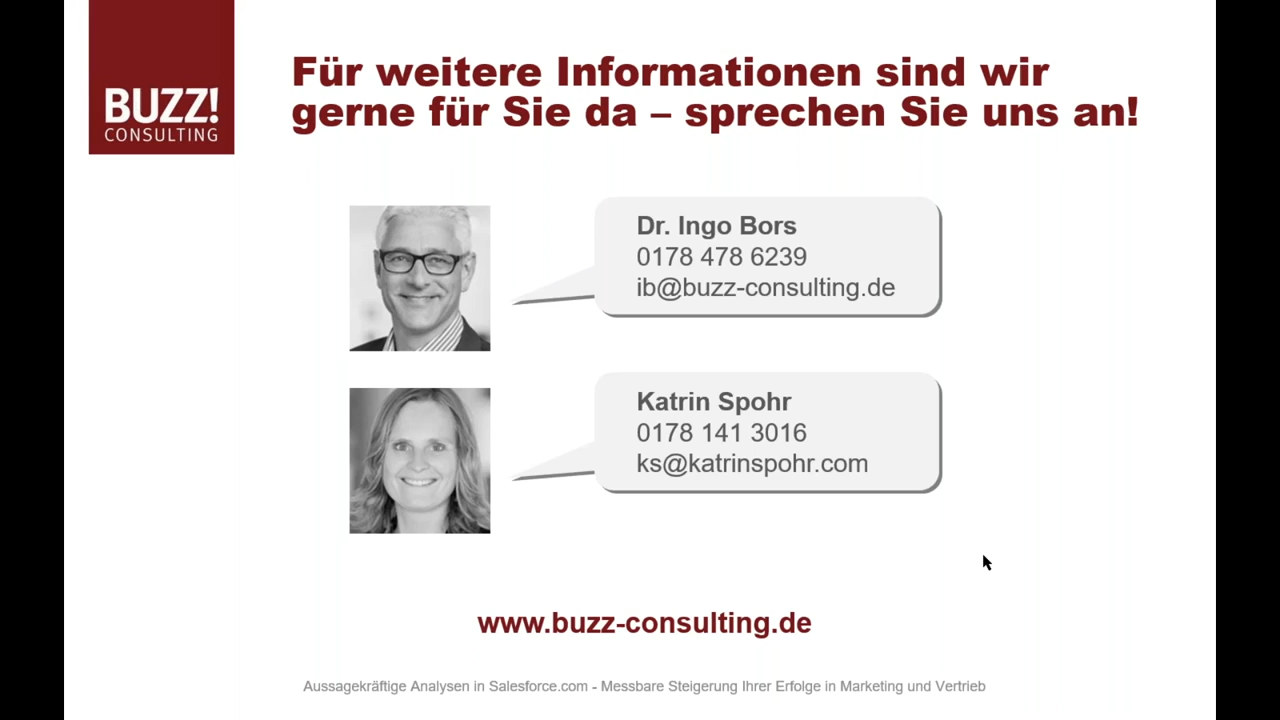 BUZZ!
CONSULTING
Für weitere Informationen sind wir
gerne für Sie da – sprechen Sie uns an!
Dr. Ingo Bors
0178 478 6239
ib@buzz-consulting.de
Katrin Spohr
0178 141 3016
ks@katrinspohr.com
www.buzz-consulting.de
Aussagekräftige Analysen in Salesforce.com - Messbare Steigerung Ihrer Erfolge in Marketing und Vertrieb